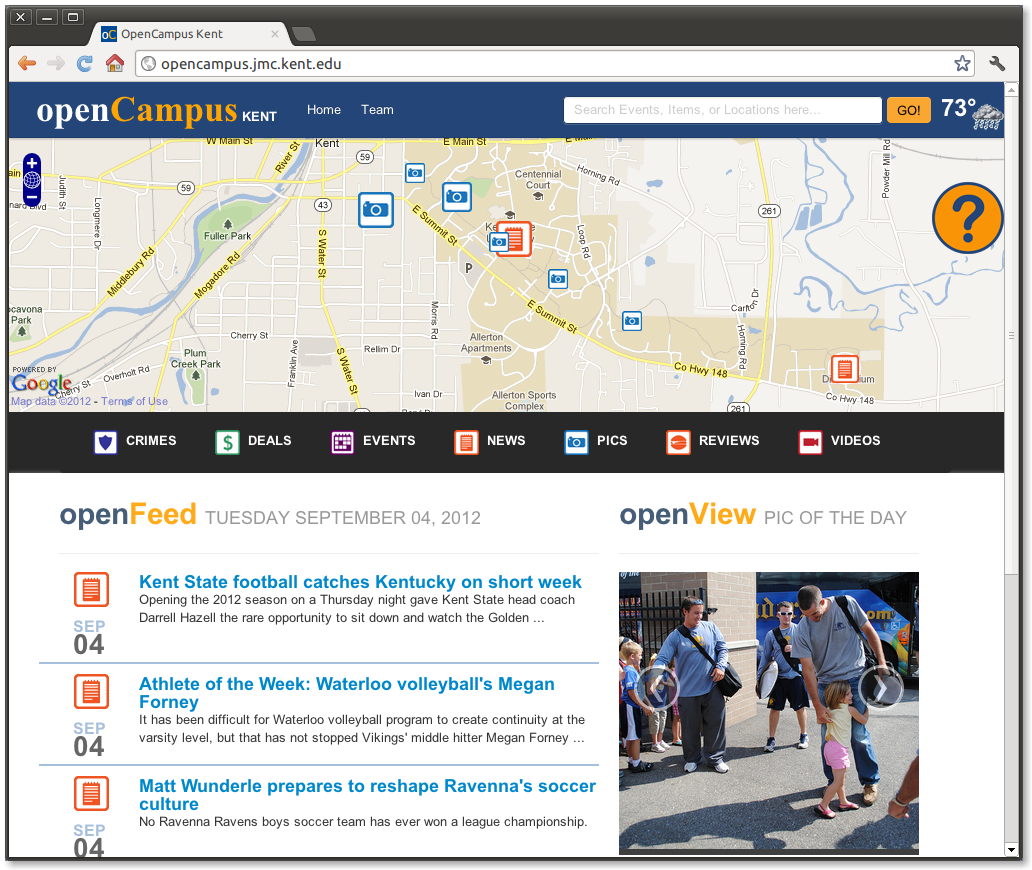 OpenCampus Kent
opencampus.jmc.kent.edu
openCampus KENT
Home Team
Search Events, Items, or Locations here...
GO!
73°
W Main St
River St
Kent
59
E Main St
Centennial
Court
Horning Rd
Powder Mill Rd
59
Judith St
Longmere Dr
43
S Water St
Fuller Park
E Summit St
Loop Rd
261
Middlebury Rd
Mogadore Rd
P
Carlton Dr
E Summit St
Morris Rd
Cherry St
Allerton
Apartments
Horning Rd
Franklin Ave
S Water St
Rellim Dr
Plum
Creek Park
Co Hwy 148
POWERED BY
Google
Cherry St
Overholt Rd
Ivan Dr
Allerton Sports
Complex
261
Co Hwy 148
Map data ©2012 - Terms of Use
CRIMES DEALS EVENTS NEWS PICS REVIEWS VIDEOS
openFeed TUESDAY SEPTEMBER 04, 2012
Kent State football catches Kentucky on short week
Opening the 2012 season on a Thursday night gave Kent State head coach
Darrell Hazell the rare opportunity to sit down and watch the Golden ...
SEP
04
Athlete of the Week: Waterloo volleyball's Megan
Forney
It has been difficult for Waterloo volleyball program to create continuity at the
varsity level, but that has not stopped Vikings' middle hitter Megan Forney ...
SEP
04
Matt Wunderle prepares to reshape Ravenna's soccer
culture
No Ravenna Ravens boys soccer team has ever won a league championship.
SEP
04
openView PIC OF THE DAY